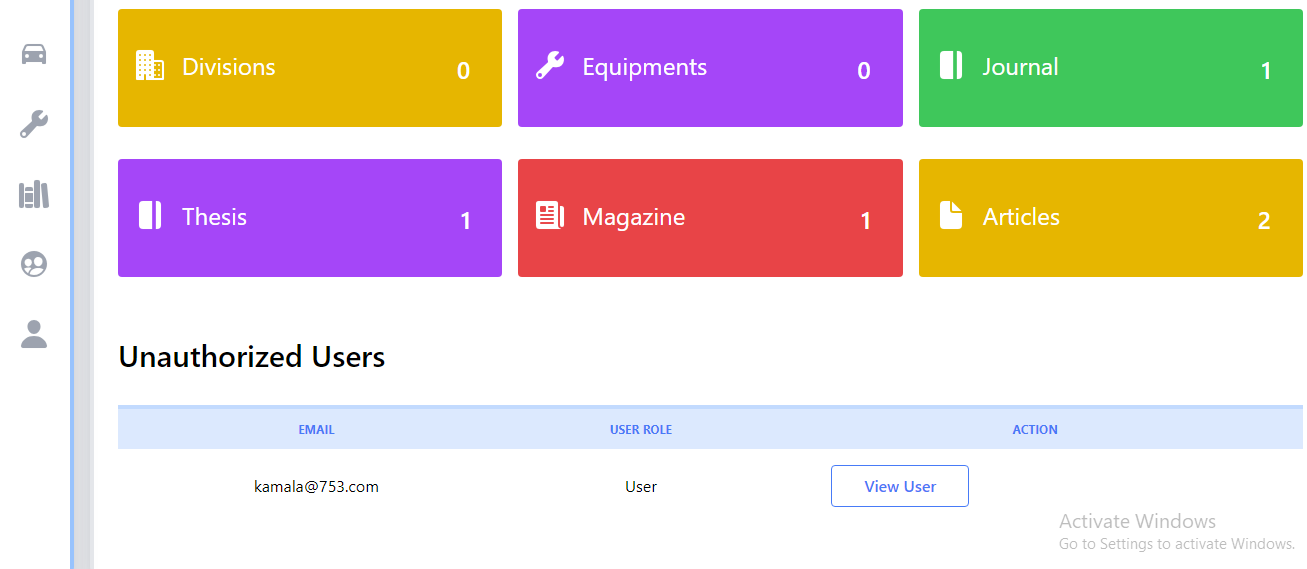 Divisions 0
Equipments 0
Journal 1
Thesis 1
Magazine 1
Articles 2
Unauthorized Users
EMAIL USER ROLE ACTION
kamala@753.com User View User
Activate Windows
Go to Settings to activate Windows.